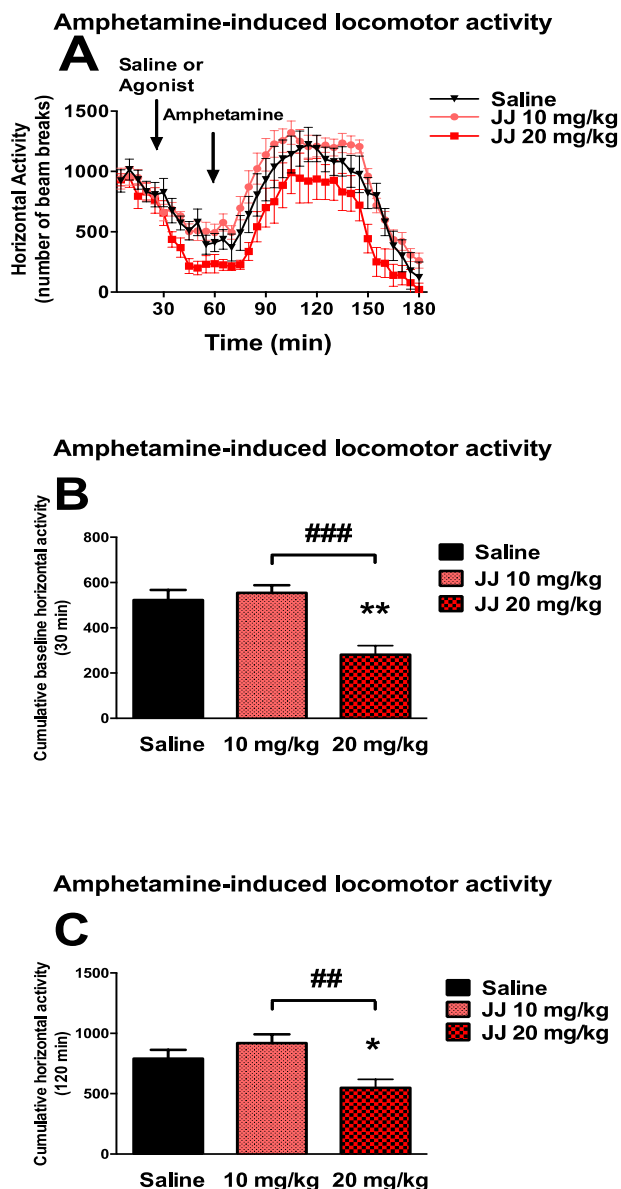 Amphetamine-induced locomotor activity
A
Saline or
Agonist
Amphetamine
Saline
JJ 10 mg/kg
JJ 20 mg/kg
Horizontal Activity
(number of beam breaks)
1500
1000
500
0
30 60 90 120 150 180
Time (min)
Amphetamine-induced locomotor activity
B
Cumulative baseline horizontal activity
(30 min)
800
600
400
200
0
###
**
Saline
JJ 10 mg/kg
JJ 20 mg/kg
Saline 10 mg/kg 20 mg/kg
Amphetamine-induced locomotor activity
C
Cumulative horizontal activity
(120 min)
1500
1000
500
0
##
*
Saline
JJ 10 mg/kg
JJ 20 mg/kg
Saline 10 mg/kg 20 mg/kg